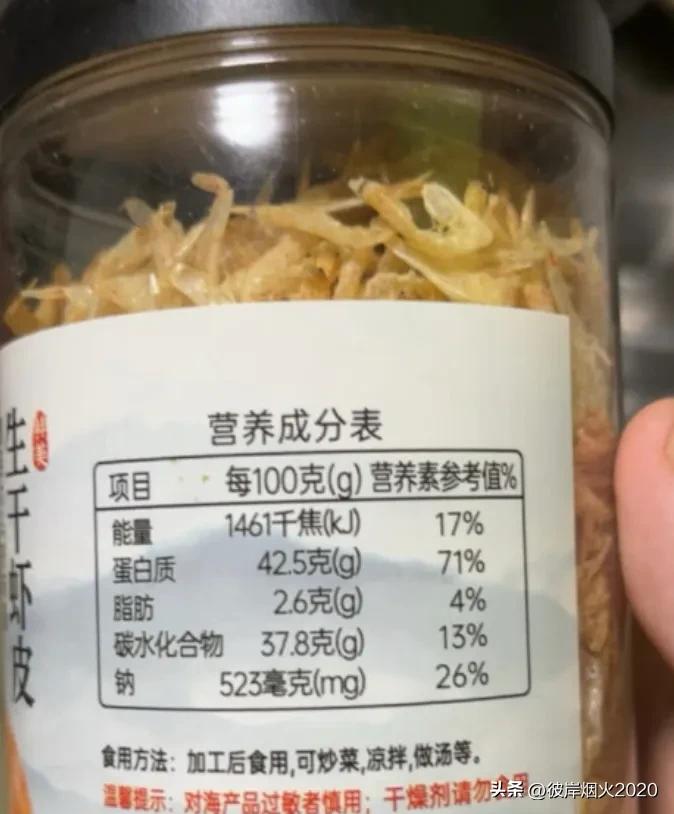 生干虾皮
营养成分表
项目 每100克(g) 营养素参考值%
能量 1461千焦(kJ) 17%
蛋白质 42.5克(g) 71%
脂肪 2.6克(g) 4%
碳水化合物 37.8克(g) 13%
钠 523毫克(mg) 26%
食用方法：加工后食用,可炒菜,凉拌,做汤等。
温馨提示：对海产品过敏者慎用；干燥剂请勿食用
头条 @彼岸烟火2020